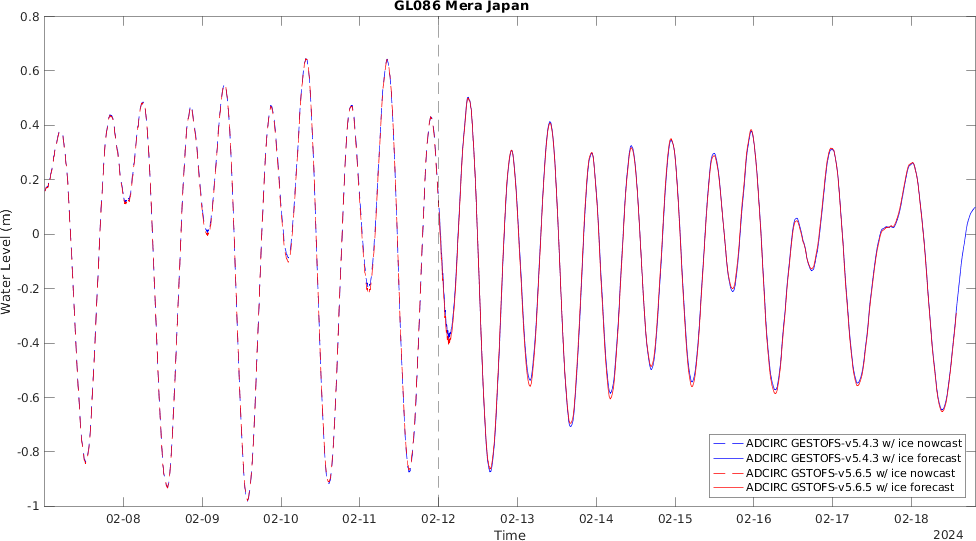 GL086 Mera Japan
0.8
0.6
0.4
0.2
0
-0.2
-0.4
-0.6
-0.8
-1
Water Level (m)
ADCIRC GESTOFS-v5.4.3 w/ ice nowcast
ADCIRC GESTOFS-v5.4.3 w/ ice forecast
ADCIRC GSTOFS-v5.6.5 w/ ice nowcast
ADCIRC GSTOFS-v5.6.5 w/ ice forecast
02-08 02-09 02-10 02-11 02-12 02-13 02-14 02-15 02-16 02-17 02-18
Time
2024